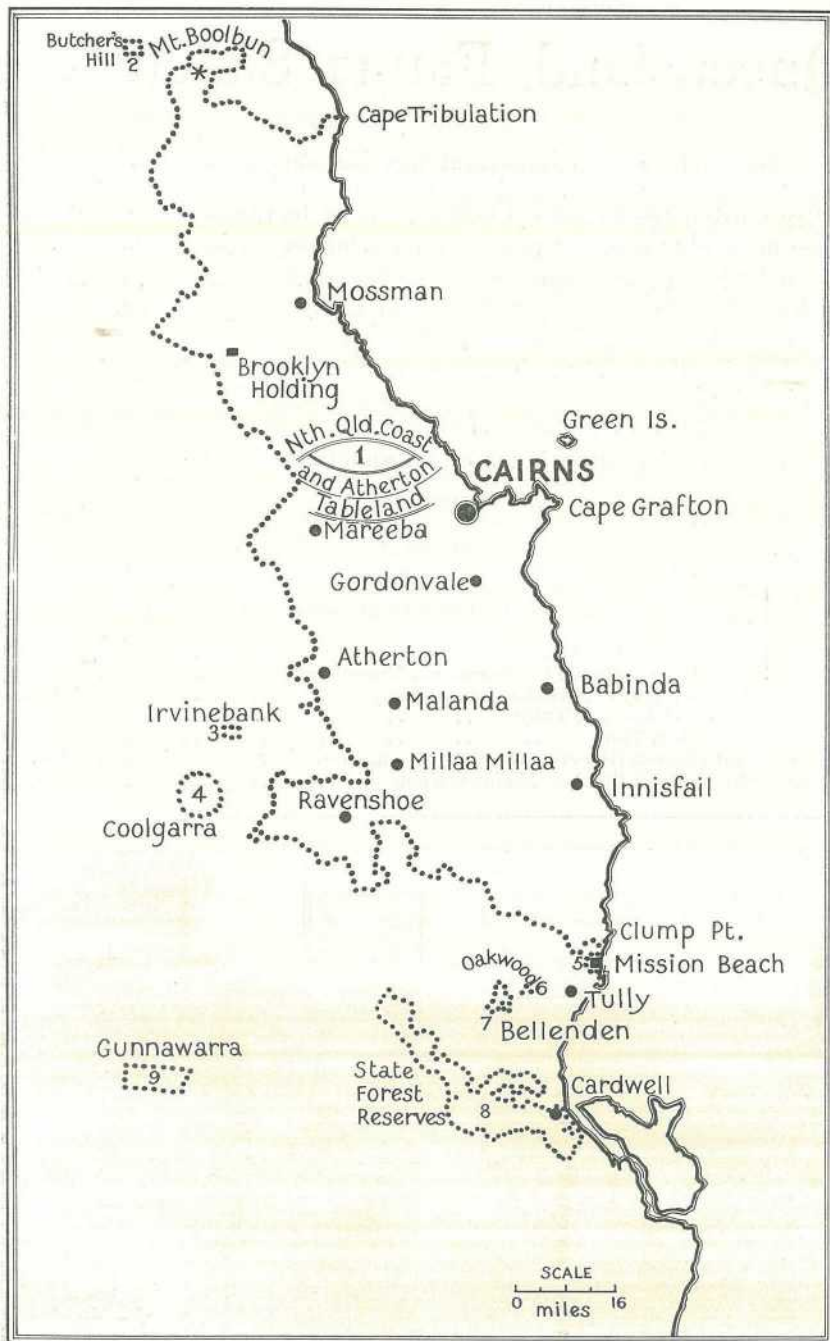 Butcher's
Hill
2
Mt. Boolbun
*
Cape Tribulation
Mossman
Brooklyn
Holding
Nth. Qld. Coast
1
and Atherton
Tableland
Green Is.
CAIRNS
Cape Grafton
Mareeba
Gordonvale
Atherton
Babinda
Malanda
Irvinebank
3
Millaa Millaa
Innisfail
4
Coolgarra
Ravenshoe
Clump Pt.
5
Mission Beach
Oakwood
6
Tully
7
Bellenden
Gunnawarra
9
State
Forest
Reserves
8
Cardwell
SCALE
0 16
miles